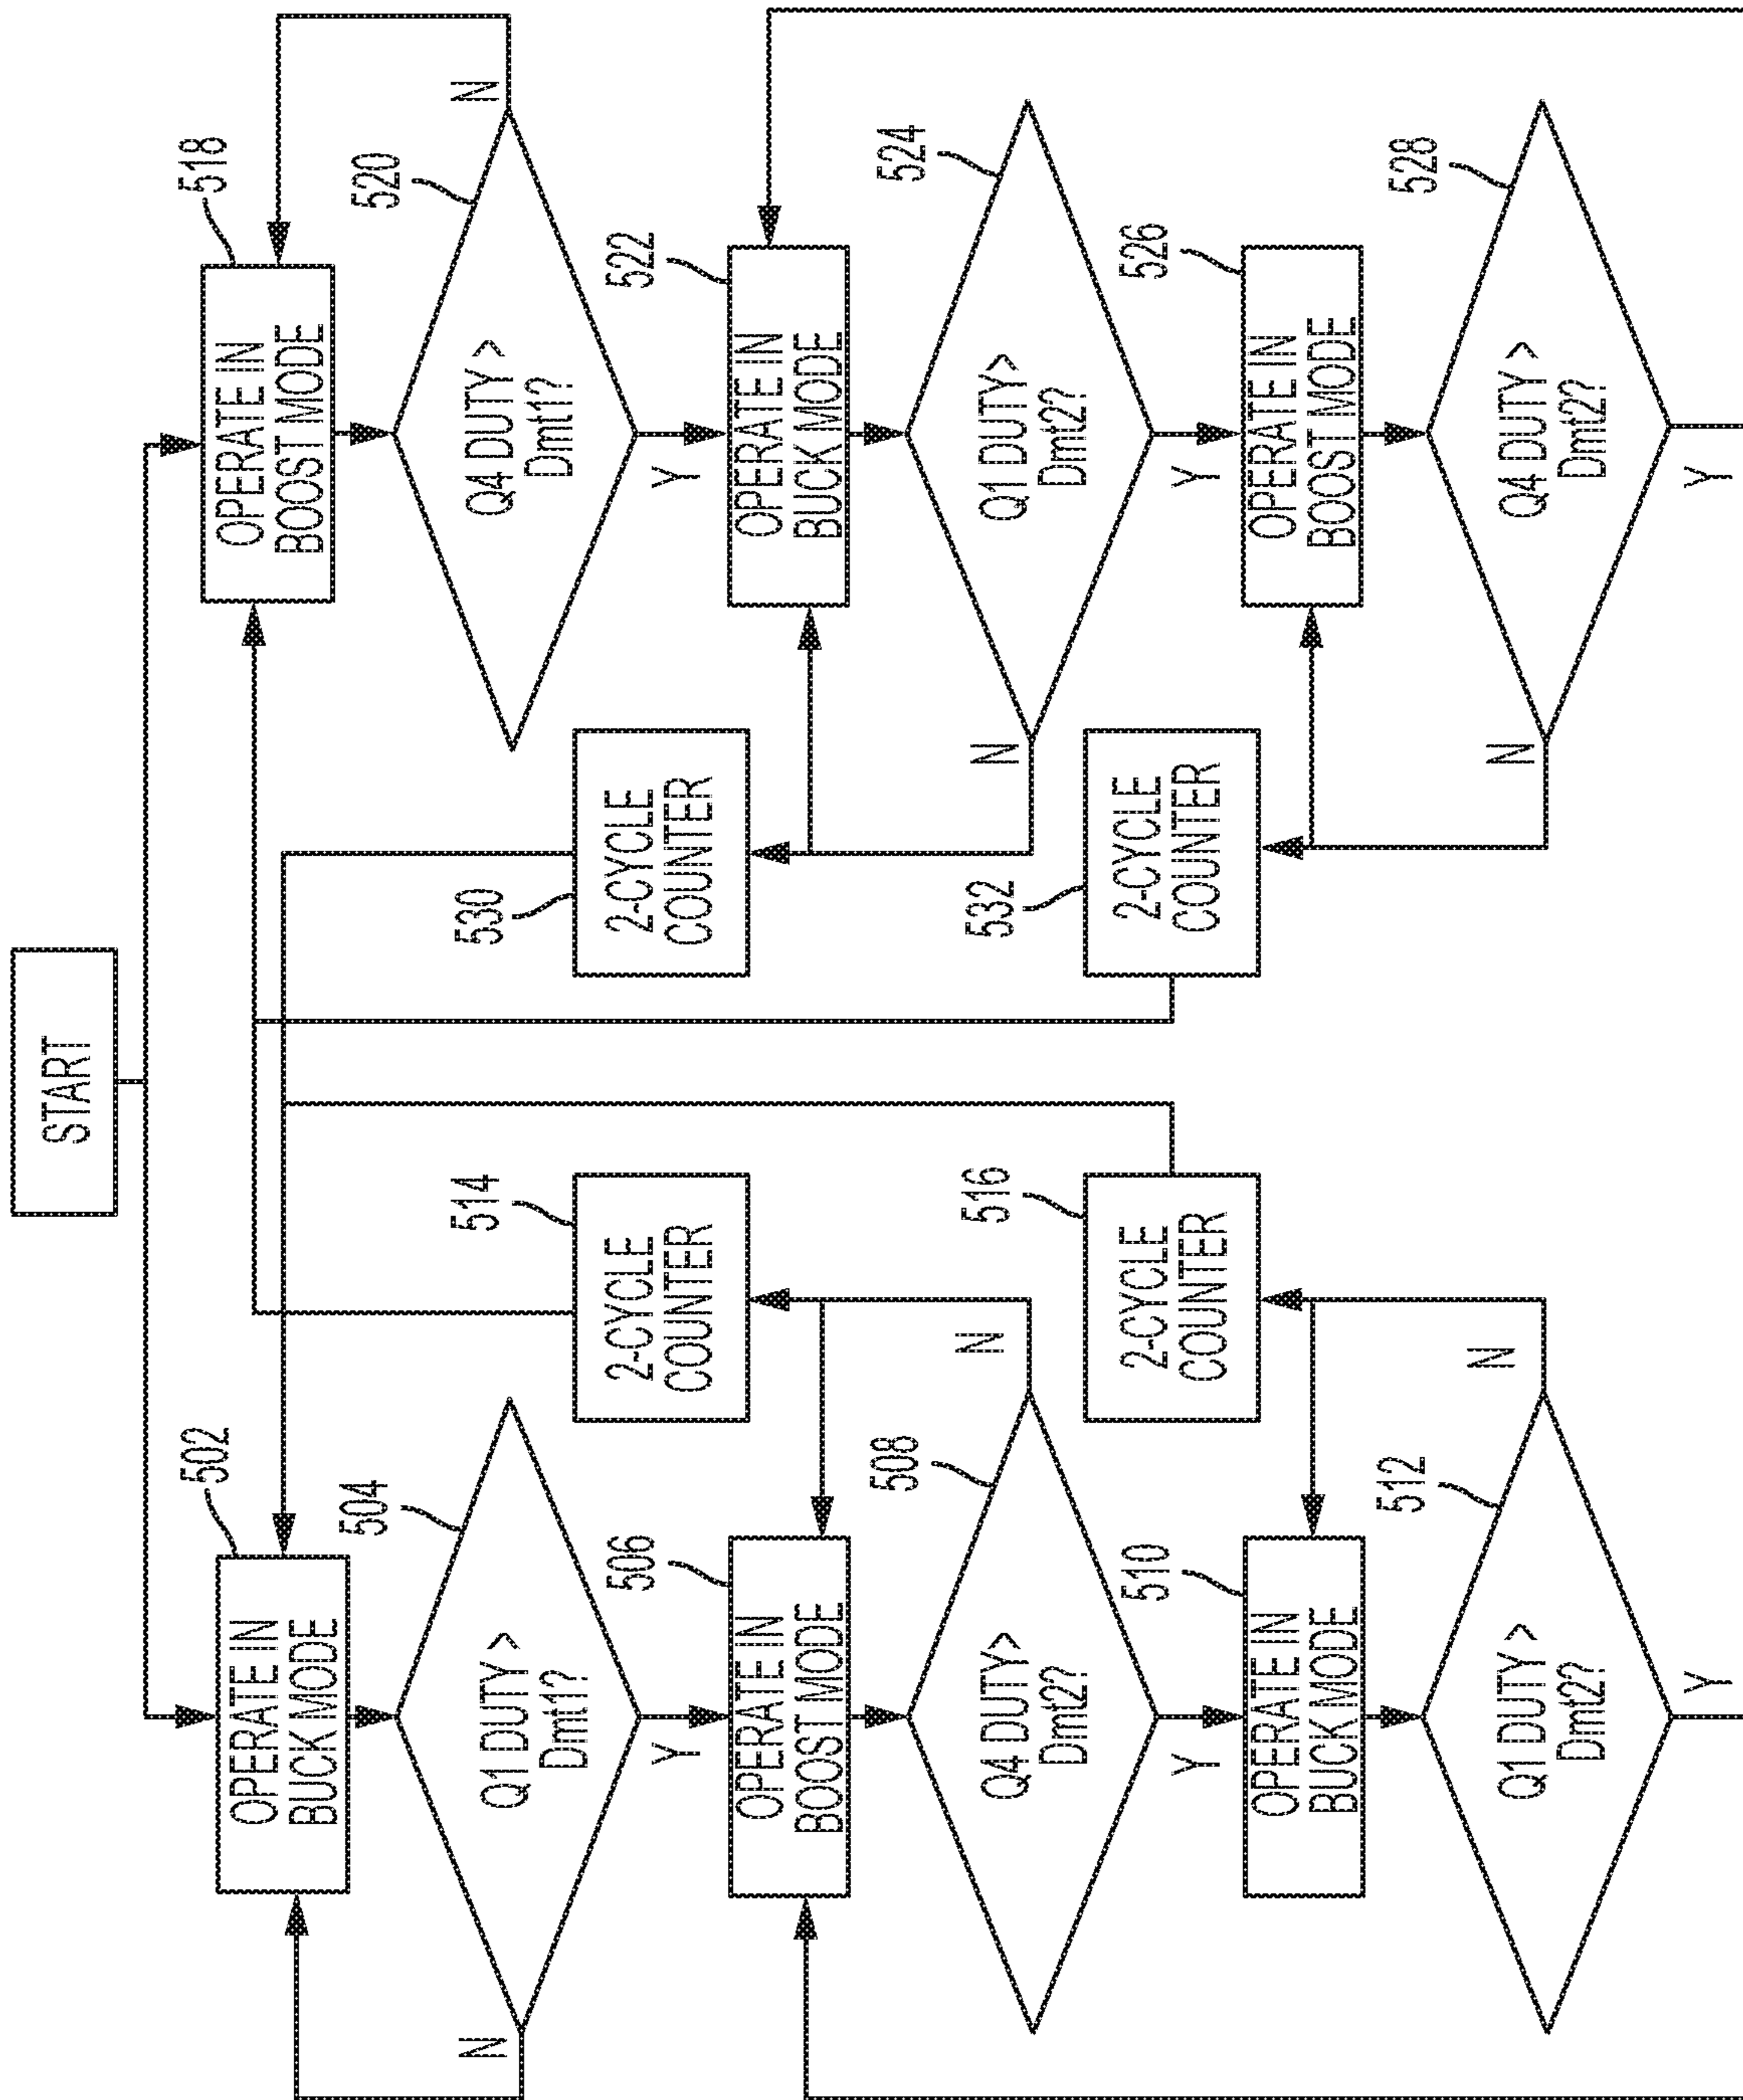 START
502
OPERATE IN
BUCK MODE
504
Q1 DUTY >
Dmt1?
N
Y
506
OPERATE IN
BOOST MODE
508
Q4 DUTY>
Dmt2?
N
Y
510
OPERATE IN
BUCK MODE
512
Q1 DUTY >
Dmt2?
N
Y
514
2-CYCLE
COUNTER
516
2-CYCLE
COUNTER
518
OPERATE IN
BOOST MODE
520
Q4 DUTY >
Dmt1?
N
Y
522
OPERATE IN
BUCK MODE
524
Q1 DUTY>
Dmt2?
N
Y
526
OPERATE IN
BOOST MODE
528
Q4 DUTY >
Dmt2?
N
Y
530
2-CYCLE
COUNTER
532
2-CYCLE
COUNTER